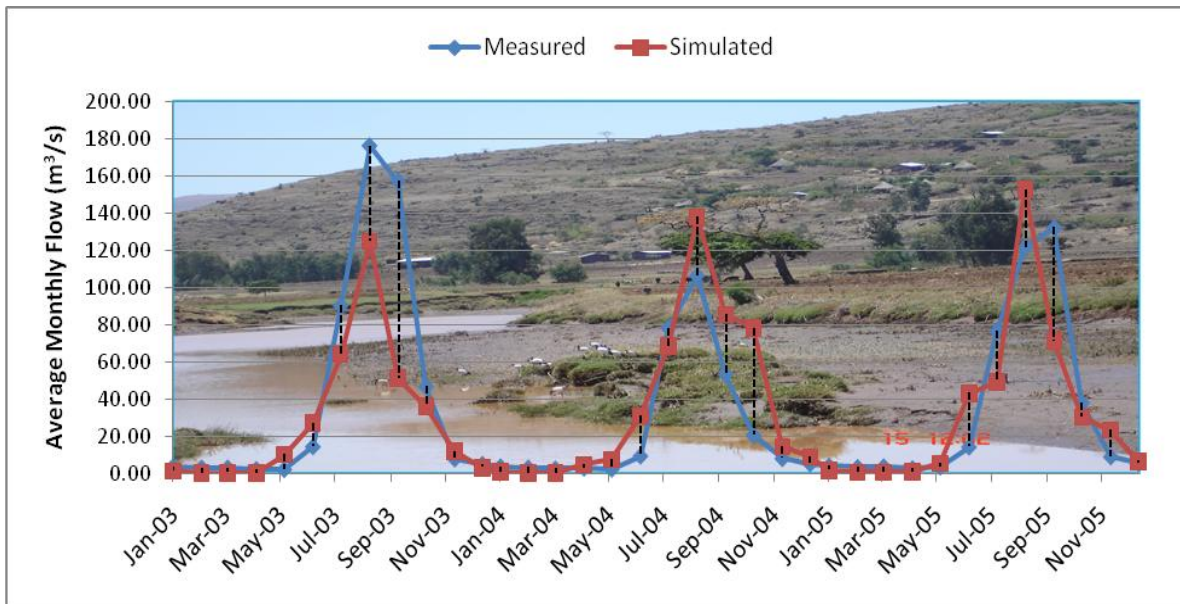 Measured
Simulated
Average Monthly Flow (m³/s)
200.00
180.00
160.00
140.00
120.00
100.00
80.00
60.00
40.00
20.00
0.00
Jan-03
Mar-03
May-03
Jul-03
Sep-03
Nov-03
Jan-04
Mar-04
May-04
Jul-04
Sep-04
Nov-04
Jan-05
Mar-05
May-05
Jul-05
Sep-05
Nov-05